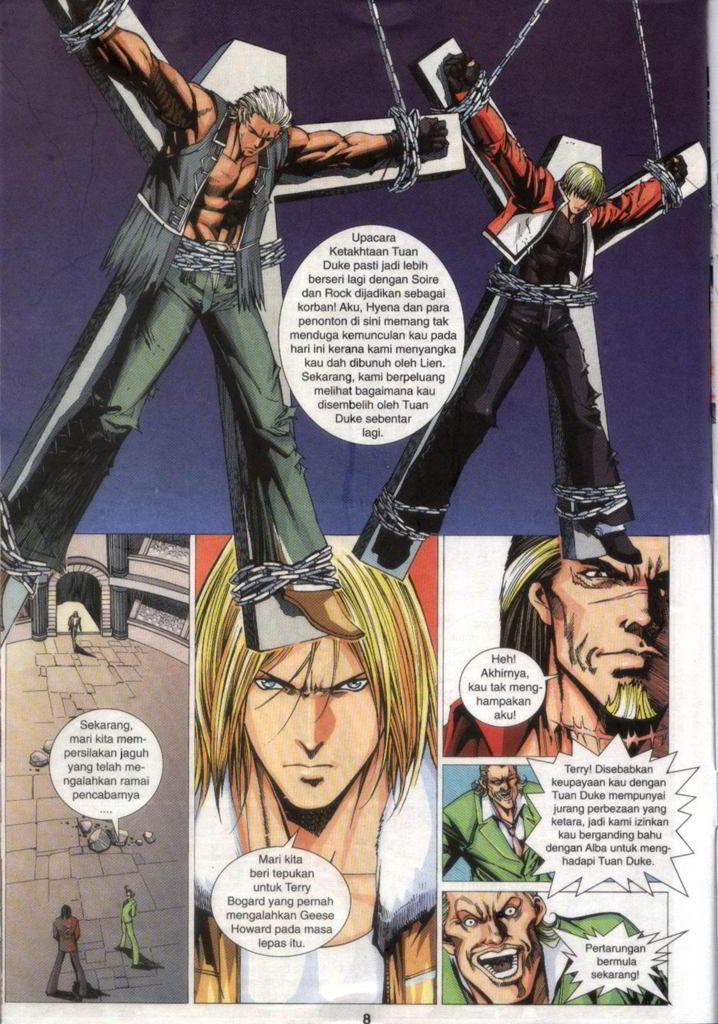 Upacara
Ketakhtaan Tuan
Duke pasti jadi lebih
berseri lagi dengan Soire
dan Rock dijadikan sebagai
korban! Aku, Hyena dan para
penonton di sini memang tak
menduga kemunculan kau pada
hari ini kerana kami menyangka
kau dah dibunuh oleh Lien.
Sekarang, kami berpeluang
melihat bagaimana kau
disembelih oleh Tuan
Duke sebentar
lagi.
Sekarang,
mari kita mem-
persilakan jaguh
yang telah me-
ngalahkan ramai
pencabarnya
....
Mari kita
beri tepukan
untuk Terry
Bogard yang pernah
mengalahkan Geese
Howard pada masa
lepas itu.
Heh!
Akhirnya,
kau tak meng-
hampakan
aku!
Terry! Disebabkan
keupayaan kau dengan
Tuan Duke mempunyai
jurang perbezaan yang
ketara, jadi kami izinkan
kau berganding bahu
dengan Alba untuk meng-
hadapi Tuan Duke.
Pertarungan
bermula
sekarang!
8